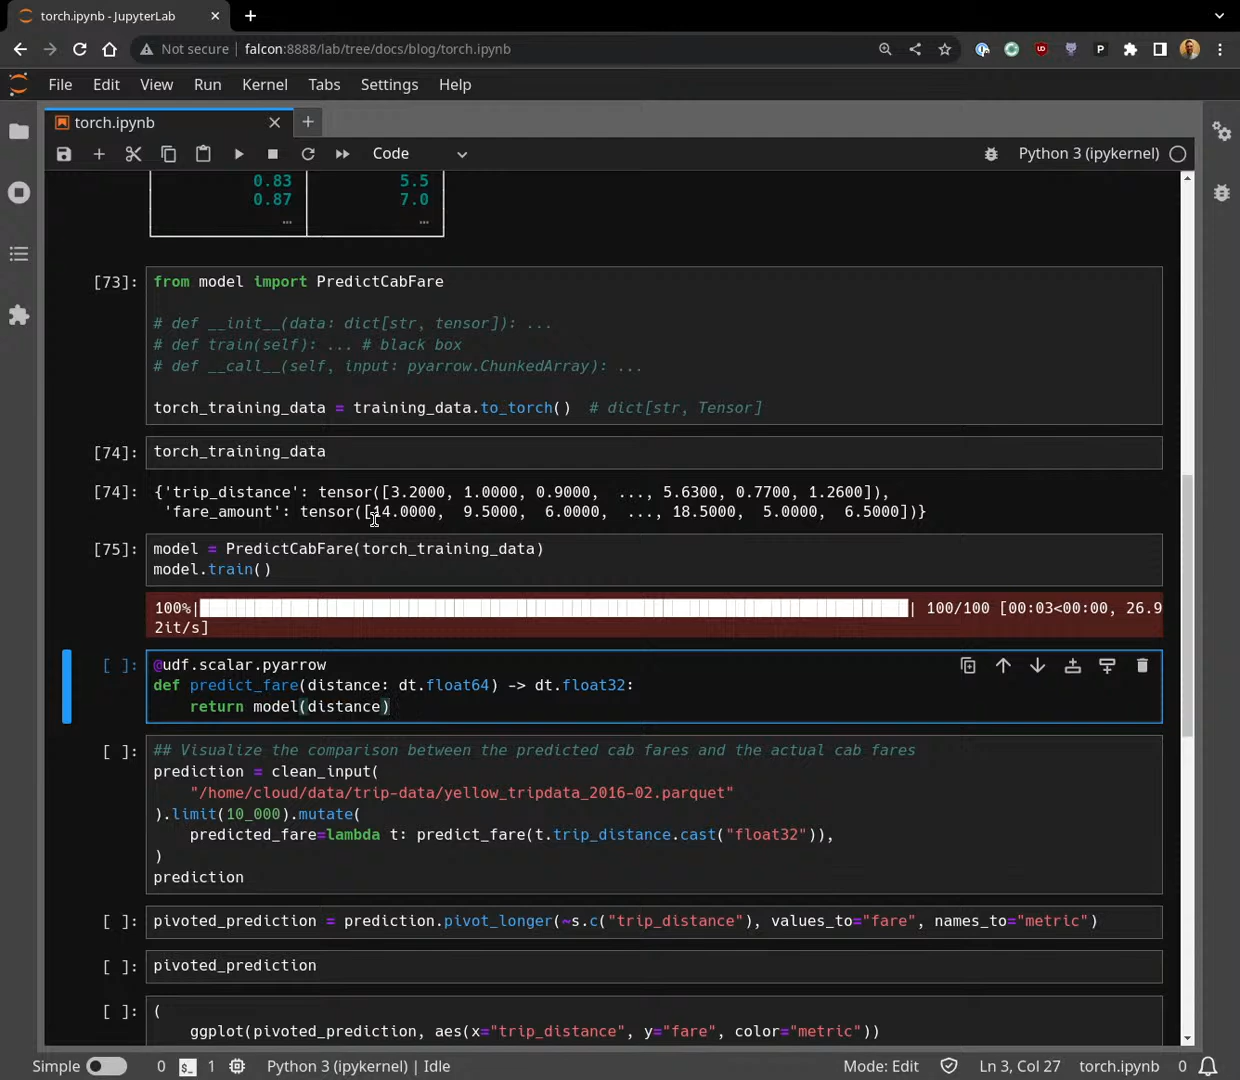 torch.ipynb - JupyterLab
Not secure falcon:8888/lab/tree/docs/blog/torch.ipynb
File Edit View Run Kernel Tabs Settings Help
torch.ipynb
Code Python 3 (ipykernel)
0.83 5.5
0.87 7.0
… …
[73]: from model import PredictCabFare
# def __init__(data: dict[str, tensor]): ...
# def train(self): ... # black box
# def __call__(self, input: pyarrow.ChunkedArray): ...
torch_training_data = training_data.to_torch()  # dict[str, Tensor]
[74]: torch_training_data
[74]: {'trip_distance': tensor([3.2000, 1.0000, 0.9000,  ..., 5.6300, 0.7700, 1.2600]),
'fare_amount': tensor([14.0000,  9.5000,  6.0000,  ..., 18.5000,  5.0000,  6.5000])}
[75]: model = PredictCabFare(torch_training_data)
model.train()
100%| | 100/100 [00:03<00:00, 26.9
2it/s]
[ ]: @udf.scalar.pyarrow
def predict_fare(distance: dt.float64) -> dt.float32:
return model(distance)
[ ]: ## Visualize the comparison between the predicted cab fares and the actual cab fares
prediction = clean_input(
"/home/cloud/data/trip-data/yellow_tripdata_2016-02.parquet"
).limit(10_000).mutate(
predicted_fare=lambda t: predict_fare(t.trip_distance.cast("float32")),
)
prediction
[ ]: pivoted_prediction = prediction.pivot_longer(~s.c("trip_distance"), values_to="fare", names_to="metric")
[ ]: pivoted_prediction
[ ]: (
ggplot(pivoted_prediction, aes(x="trip_distance", y="fare", color="metric"))
Simple 0 $_ 1 Python 3 (ipykernel) | Idle Mode: Edit Ln 3, Col 27 torch.ipynb 0